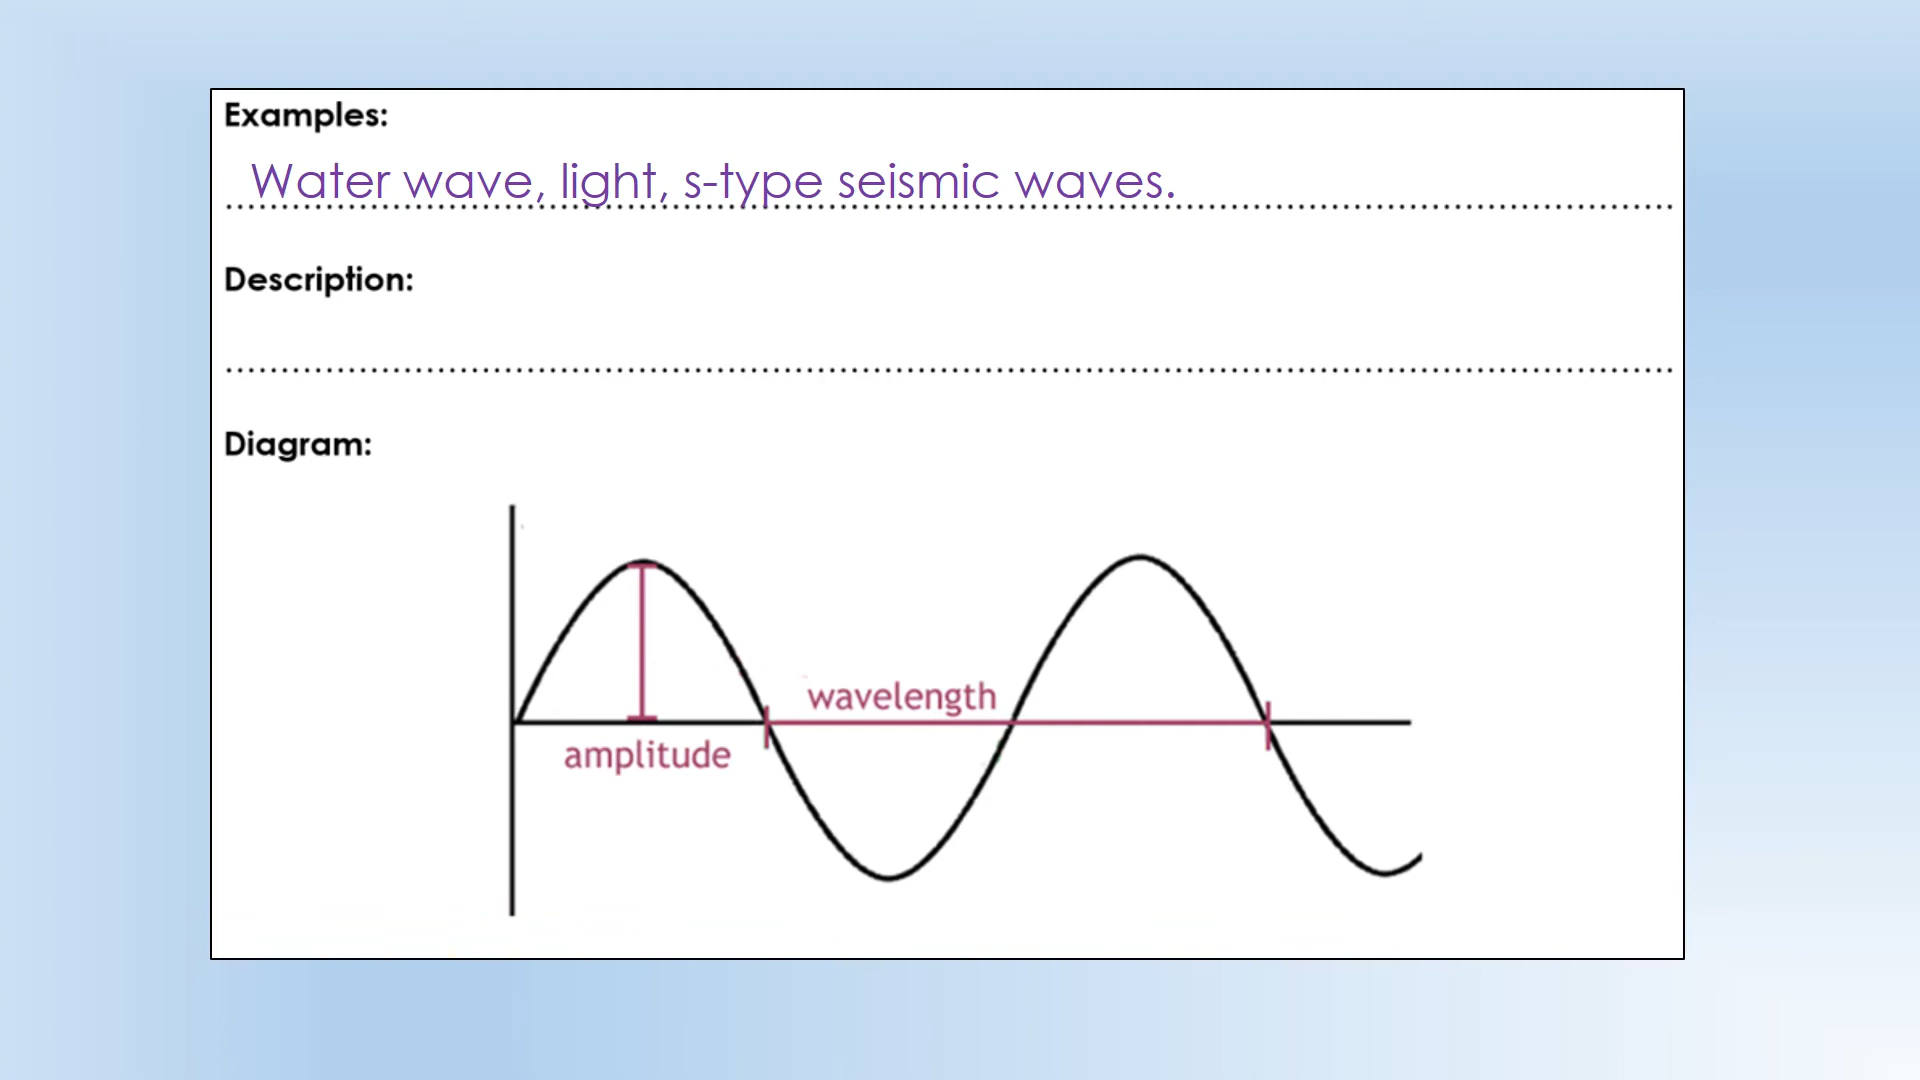 Examples:
Water wave, light, s-type seismic waves.
Description:
Diagram:
wavelength
amplitude